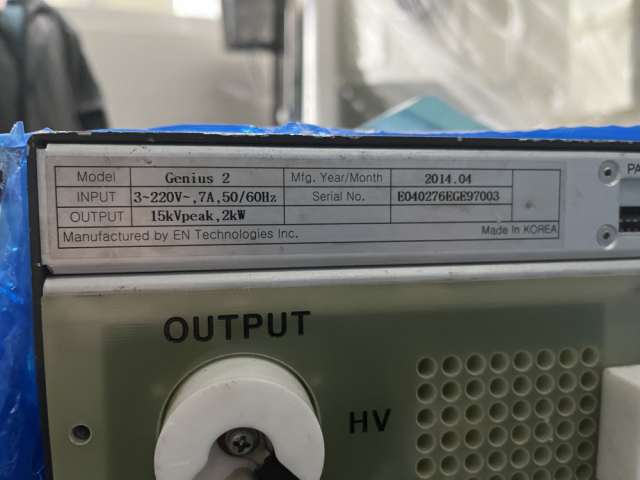 Model Genius 2 Mfg. Year/Month 2014.04
INPUT 3~220V~,7A,50/60Hz Serial No. E040276EGE97003
OUTPUT 15kVpeak,2kW
Manufactured by EN Technologies Inc. Made In KOREA
PA
OUTPUT
HV